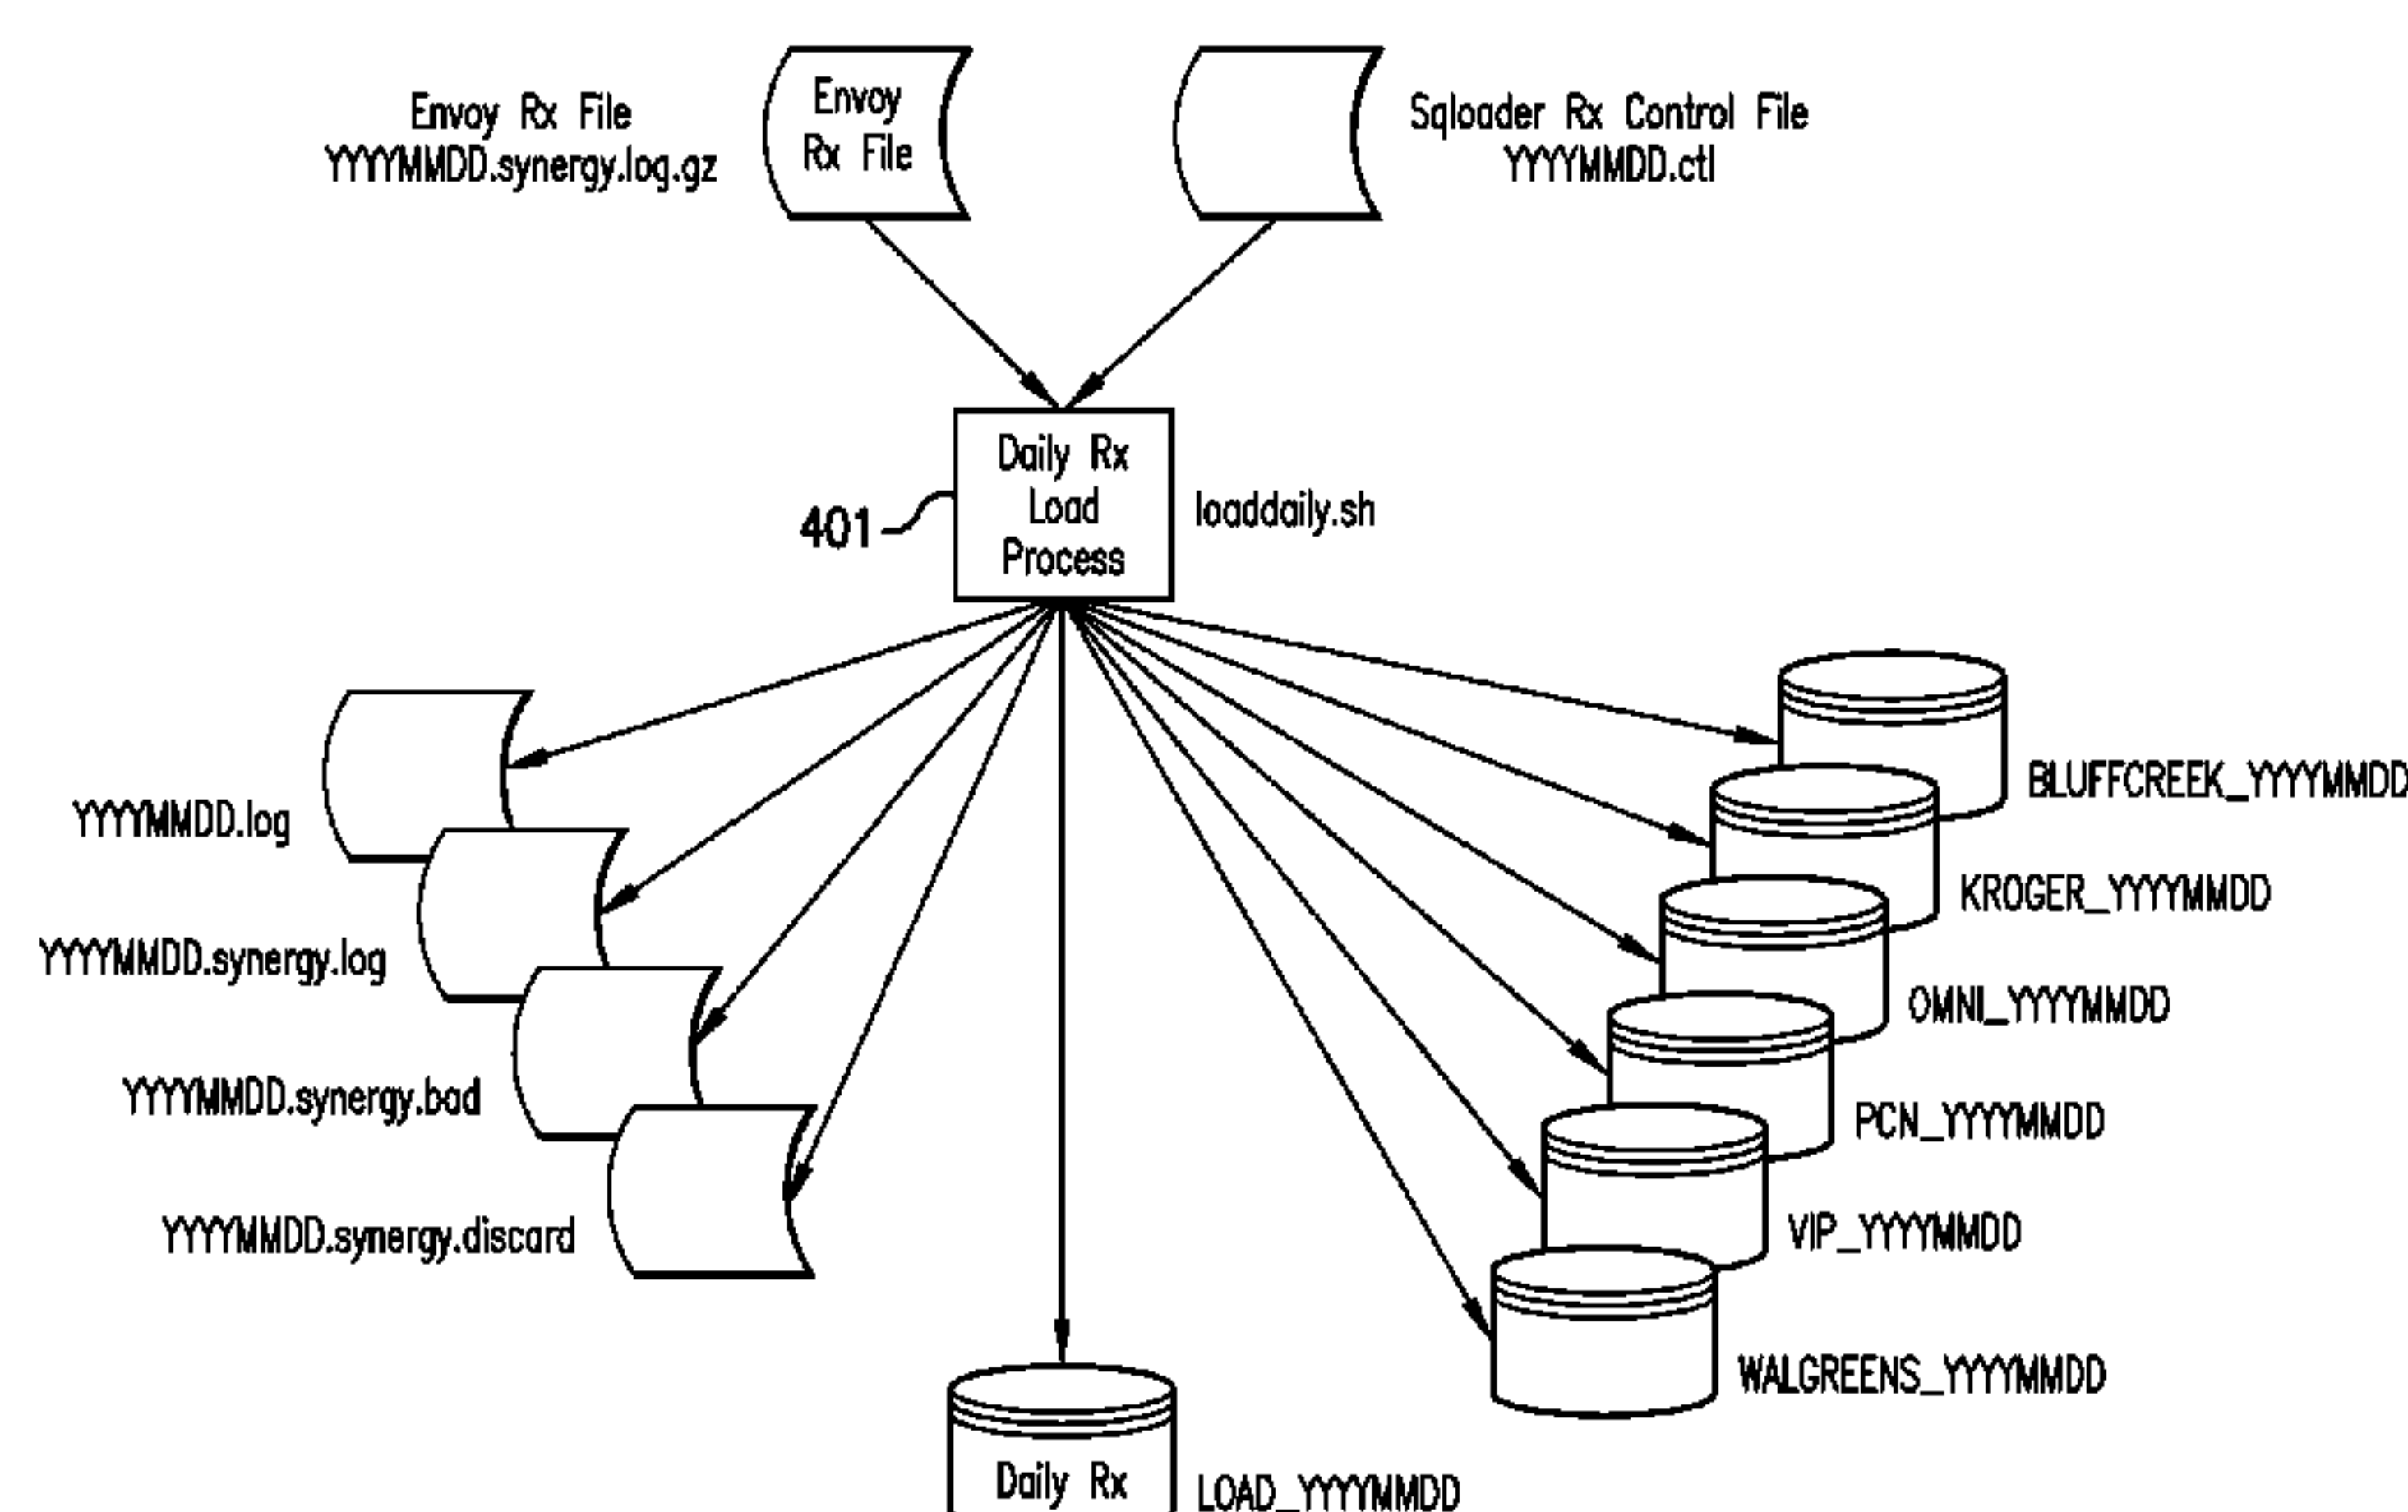 Envoy Rx File
YYYYMMDD.synergy.log.gz
Envoy
Rx File
Sqloader Rx Control File
YYYYMMDD.ctl
Daily Rx
Load
Process
401
loaddaily.sh
YYYYMMDD.log
YYYYMMDD.synergy.log
YYYYMMDD.synergy.bad
YYYYMMDD.synergy.discard
BLUFFCREEK_YYYYMMDD
KROGER_YYYYMMDD
OMNI_YYYYMMDD
PCN_YYYYMMDD
VIP_YYYYMMDD
WALGREENS_YYYYMMDD
Daily Rx
LOAD_YYYYMMDD